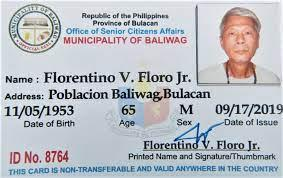 Republic of the Philippines
Province of Bulacan
Office of Senior Citizens Affairs
MUNICIPALITY OF BALIWAG
Name : Florentino V. Floro Jr.
Address: Poblacion Baliwag,Bulacan
11/05/1953 65 M 09/17/2019
Date of Birth Age Sex Date of Issue
Florentino V. Floro Jr.
ID No. 8764 Printed Name and Signature/Thumbmark
THIS CARD IS NON-TRANSFERABLE AND VALID ANYWHERE IN THE COUNTRY